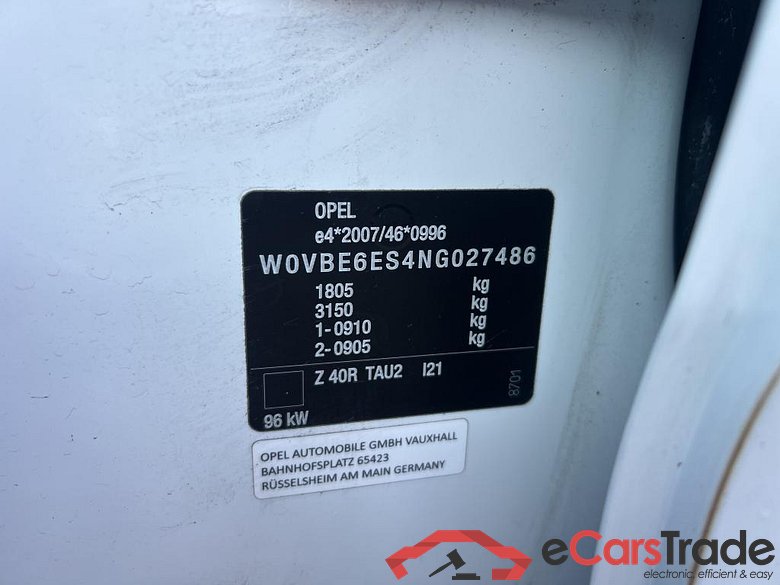 OPEL
e4*2007/46*0996
W0VBE6ES4NG027486
1805 kg
3150 kg
1-0910 kg
2-0905 kg
Z 40R TAU2 I21
8701
96 kW
OPEL AUTOMOBILE GMBH VAUXHALL
BAHNHOFSPLATZ 65423
RÜSSELSHEIM AM MAIN GERMANY
eCarsTrade
electronic, efficient & easy